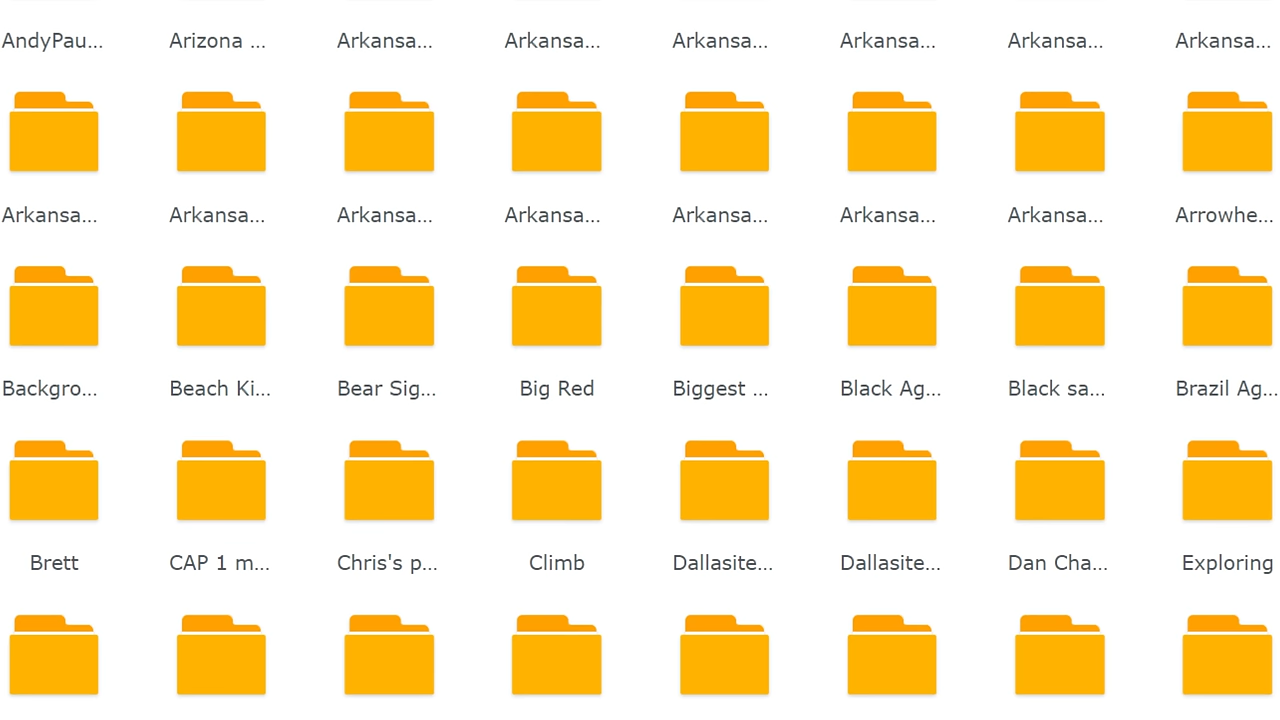 AndyPau... Arizona ... Arkansa... Arkansa... Arkansa... Arkansa... Arkansa... Arkansa...
Arkansa... Arkansa... Arkansa... Arkansa... Arkansa... Arkansa... Arkansa... Arrowhe...
Backgro... Beach Ki... Bear Sig... Big Red Biggest ... Black Ag... Black sa... Brazil Ag...
Brett CAP 1 m... Chris's p... Climb Dallasite... Dallasite... Dan Cha... Exploring